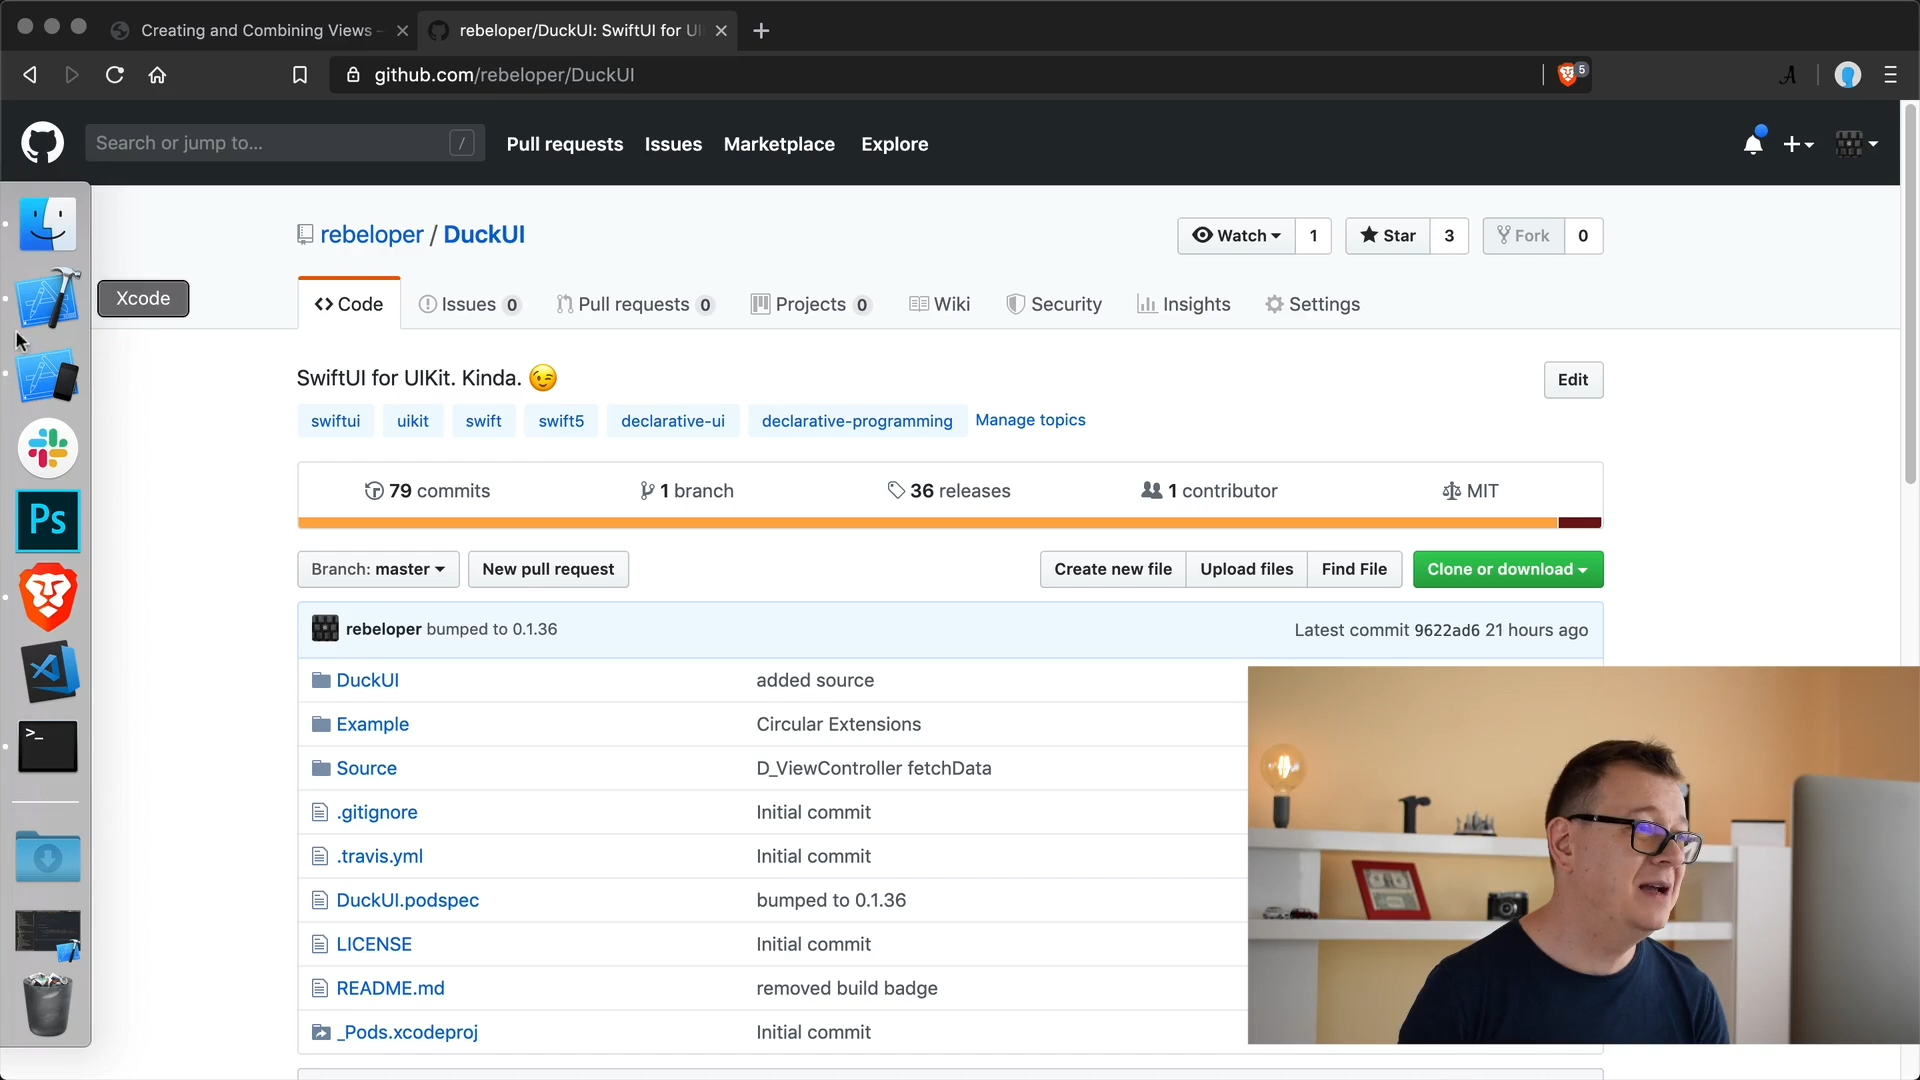 Creating and Combining Views -
rebeloper/DuckUI: SwiftUI for UI
github.com/rebeloper/DuckUI
5
Search or jump to...
/
Pull requests
Issues
Marketplace
Explore
Xcode
rebeloper / DuckUI
Watch 1
Star 3
Fork 0
Code
Issues 0
Pull requests 0
Projects 0
Wiki
Security
Insights
Settings
SwiftUI for UIKit. Kinda. 😉
Edit
swiftui
uikit
swift
swift5
declarative-ui
declarative-programming
Manage topics
79 commits
1 branch
36 releases
1 contributor
MIT
Ps
Branch: master
New pull request
Create new file
Upload files
Find File
Clone or download
rebeloper bumped to 0.1.36
Latest commit 9622ad6 21 hours ago
DuckUI added source
Example Circular Extensions
>_
Source D_ViewController fetchData
.gitignore Initial commit
.travis.yml Initial commit
DuckUI.podspec bumped to 0.1.36
LICENSE Initial commit
README.md removed build badge
_Pods.xcodeproj Initial commit